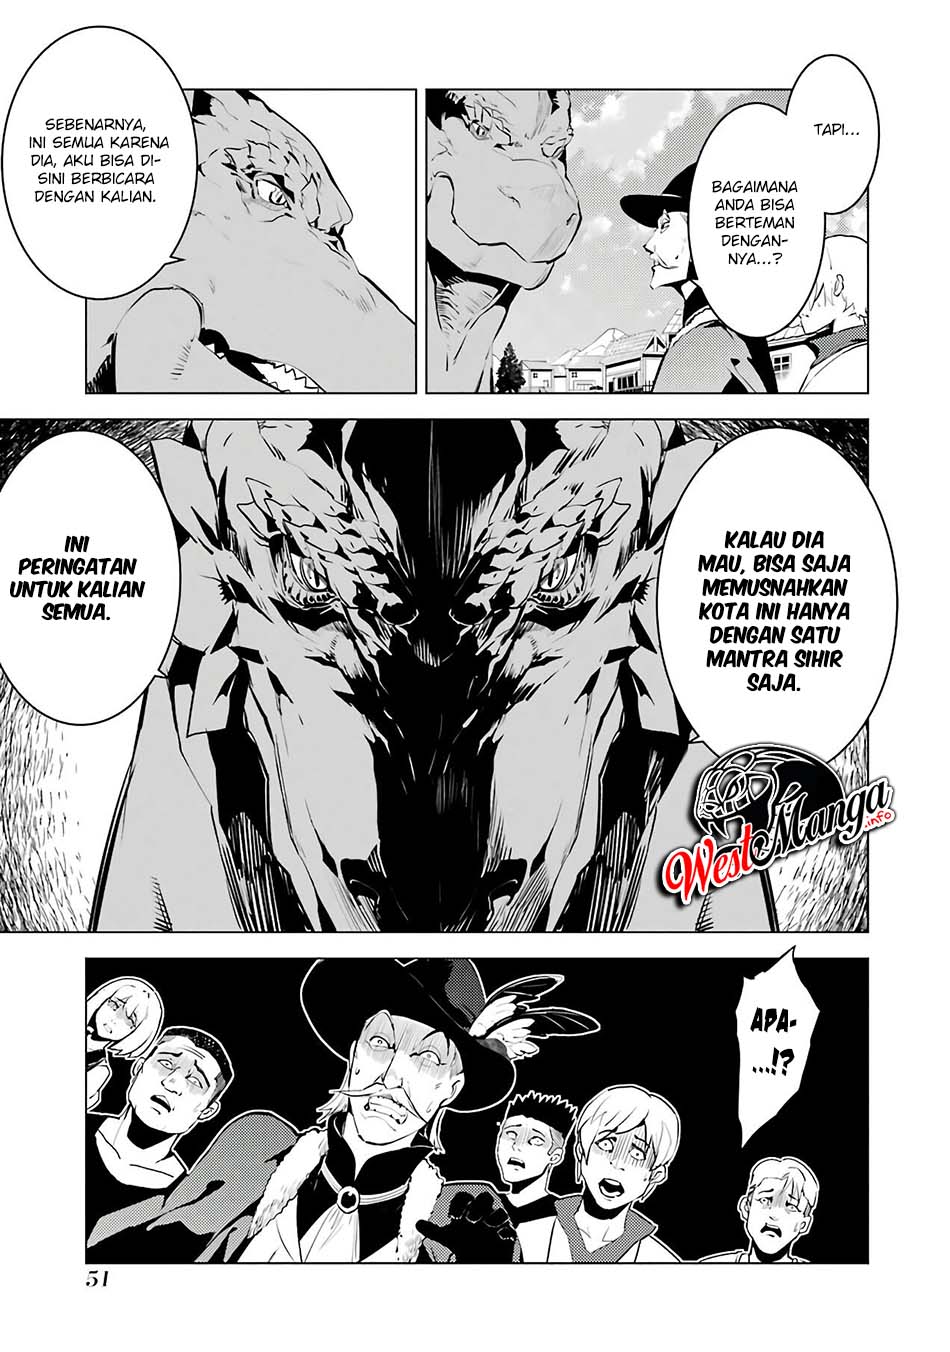 TAPI...
BAGAIMANA
ANDA BISA
BERTEMAN
DENGAN-
NYA...?
SEBENARNYA,
INI SEMUA KARENA
DIA, AKU BISA DI-
SINI BERBICARA
DENGAN KALIAN.
KALAU DIA
MAU, BISA SAJA
MEMUSNAHKAN
KOTA INI HANYA
DENGAN SATU
MANTRA SIHIR
SAJA.
INI
PERINGATAN
UNTUK KALIAN
SEMUA.
WestManga
.info
APA-
....!?
51